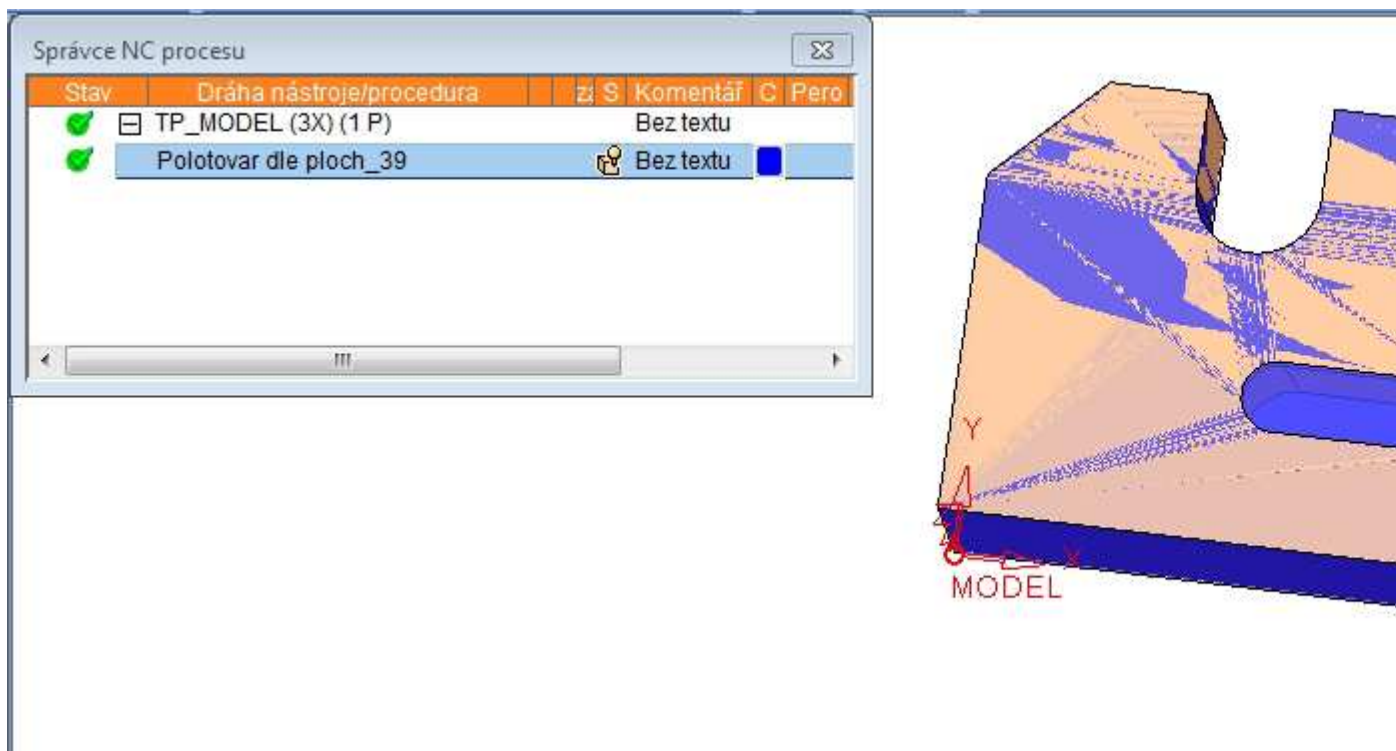 Správce NC procesu
Stav Dráha nástroje/procedura zá S Komentář C Pero
TP_MODEL (3X) (1 P) Bez textu
Polotovar dle ploch_39 Bez textu
Y
X
MODEL